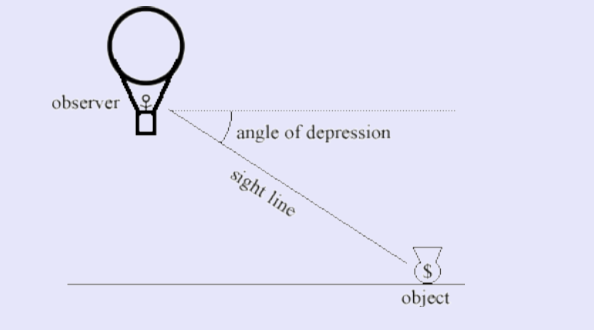 observer
angle of depression
sight line
$
object